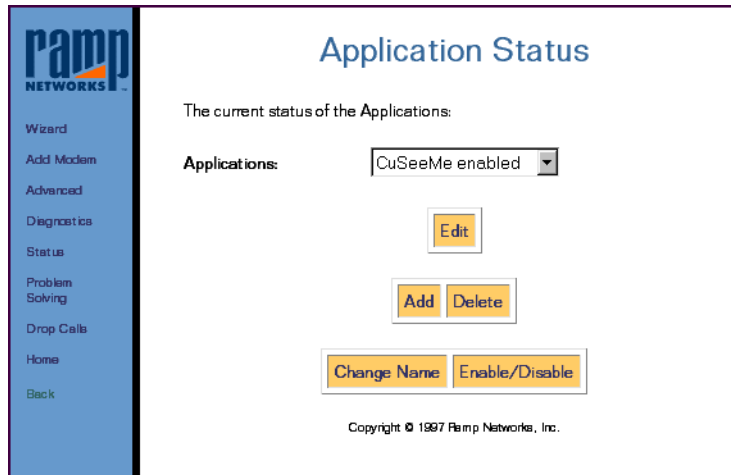 ramp
NETWORKS
Wizard
Add Modem
Advanced
Diagnostics
Status
Problem
Solving
Drop Calls
Home
Back
Application Status
The current status of the Applications:
Applications: CuSeeMe enabled
Edit
Add Delete
Change Name Enable/Disable
Copyright © 1997 Ramp Networks, Inc.